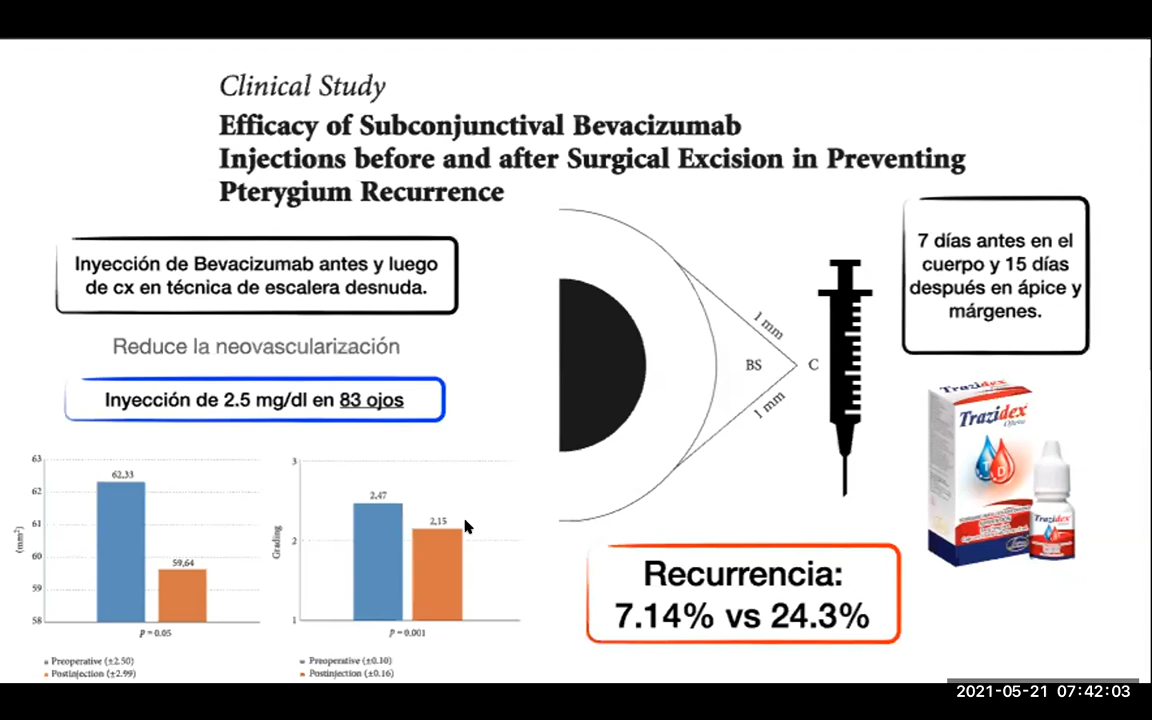 Clinical Study
Efficacy of Subconjunctival Bevacizumab
Injections before and after Surgical Excision in Preventing
Pterygium Recurrence
Inyección de Bevacizumab antes y luego
de cx en técnica de escalera desnuda.
Reduce la neovascularización
Inyección de 2.5 mg/dl en 83 ojos
7 días antes en el
cuerpo y 15 días
después en ápice y
márgenes.
1 mm
BS
C
1 mm
Trazidex
Trazidex
Ofteno
T
D
Trazidex
63
62
61
60
59
58
(mm²)
62,33
59,64
P = 0.05
Preoperative (±2.50)
Postinjection (±2.99)
3
2
1
Grading
2,47
2,15
P = 0.001
Preoperative (±0.10)
Postinjection (±0.16)
Recurrencia:
7.14% vs 24.3%
2021-05-21 07:42:03